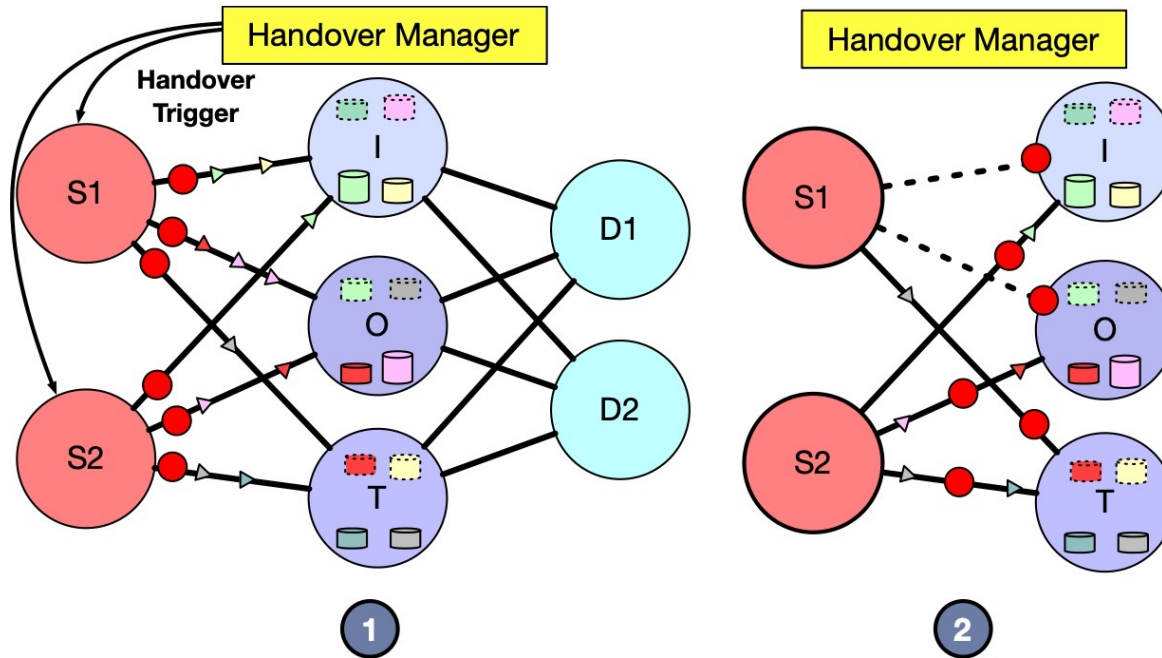 Handover Manager
Handover
Trigger
S1
I
D1
O
S2
D2
T
1
Handover Manager
S1
I
O
S2
T
2